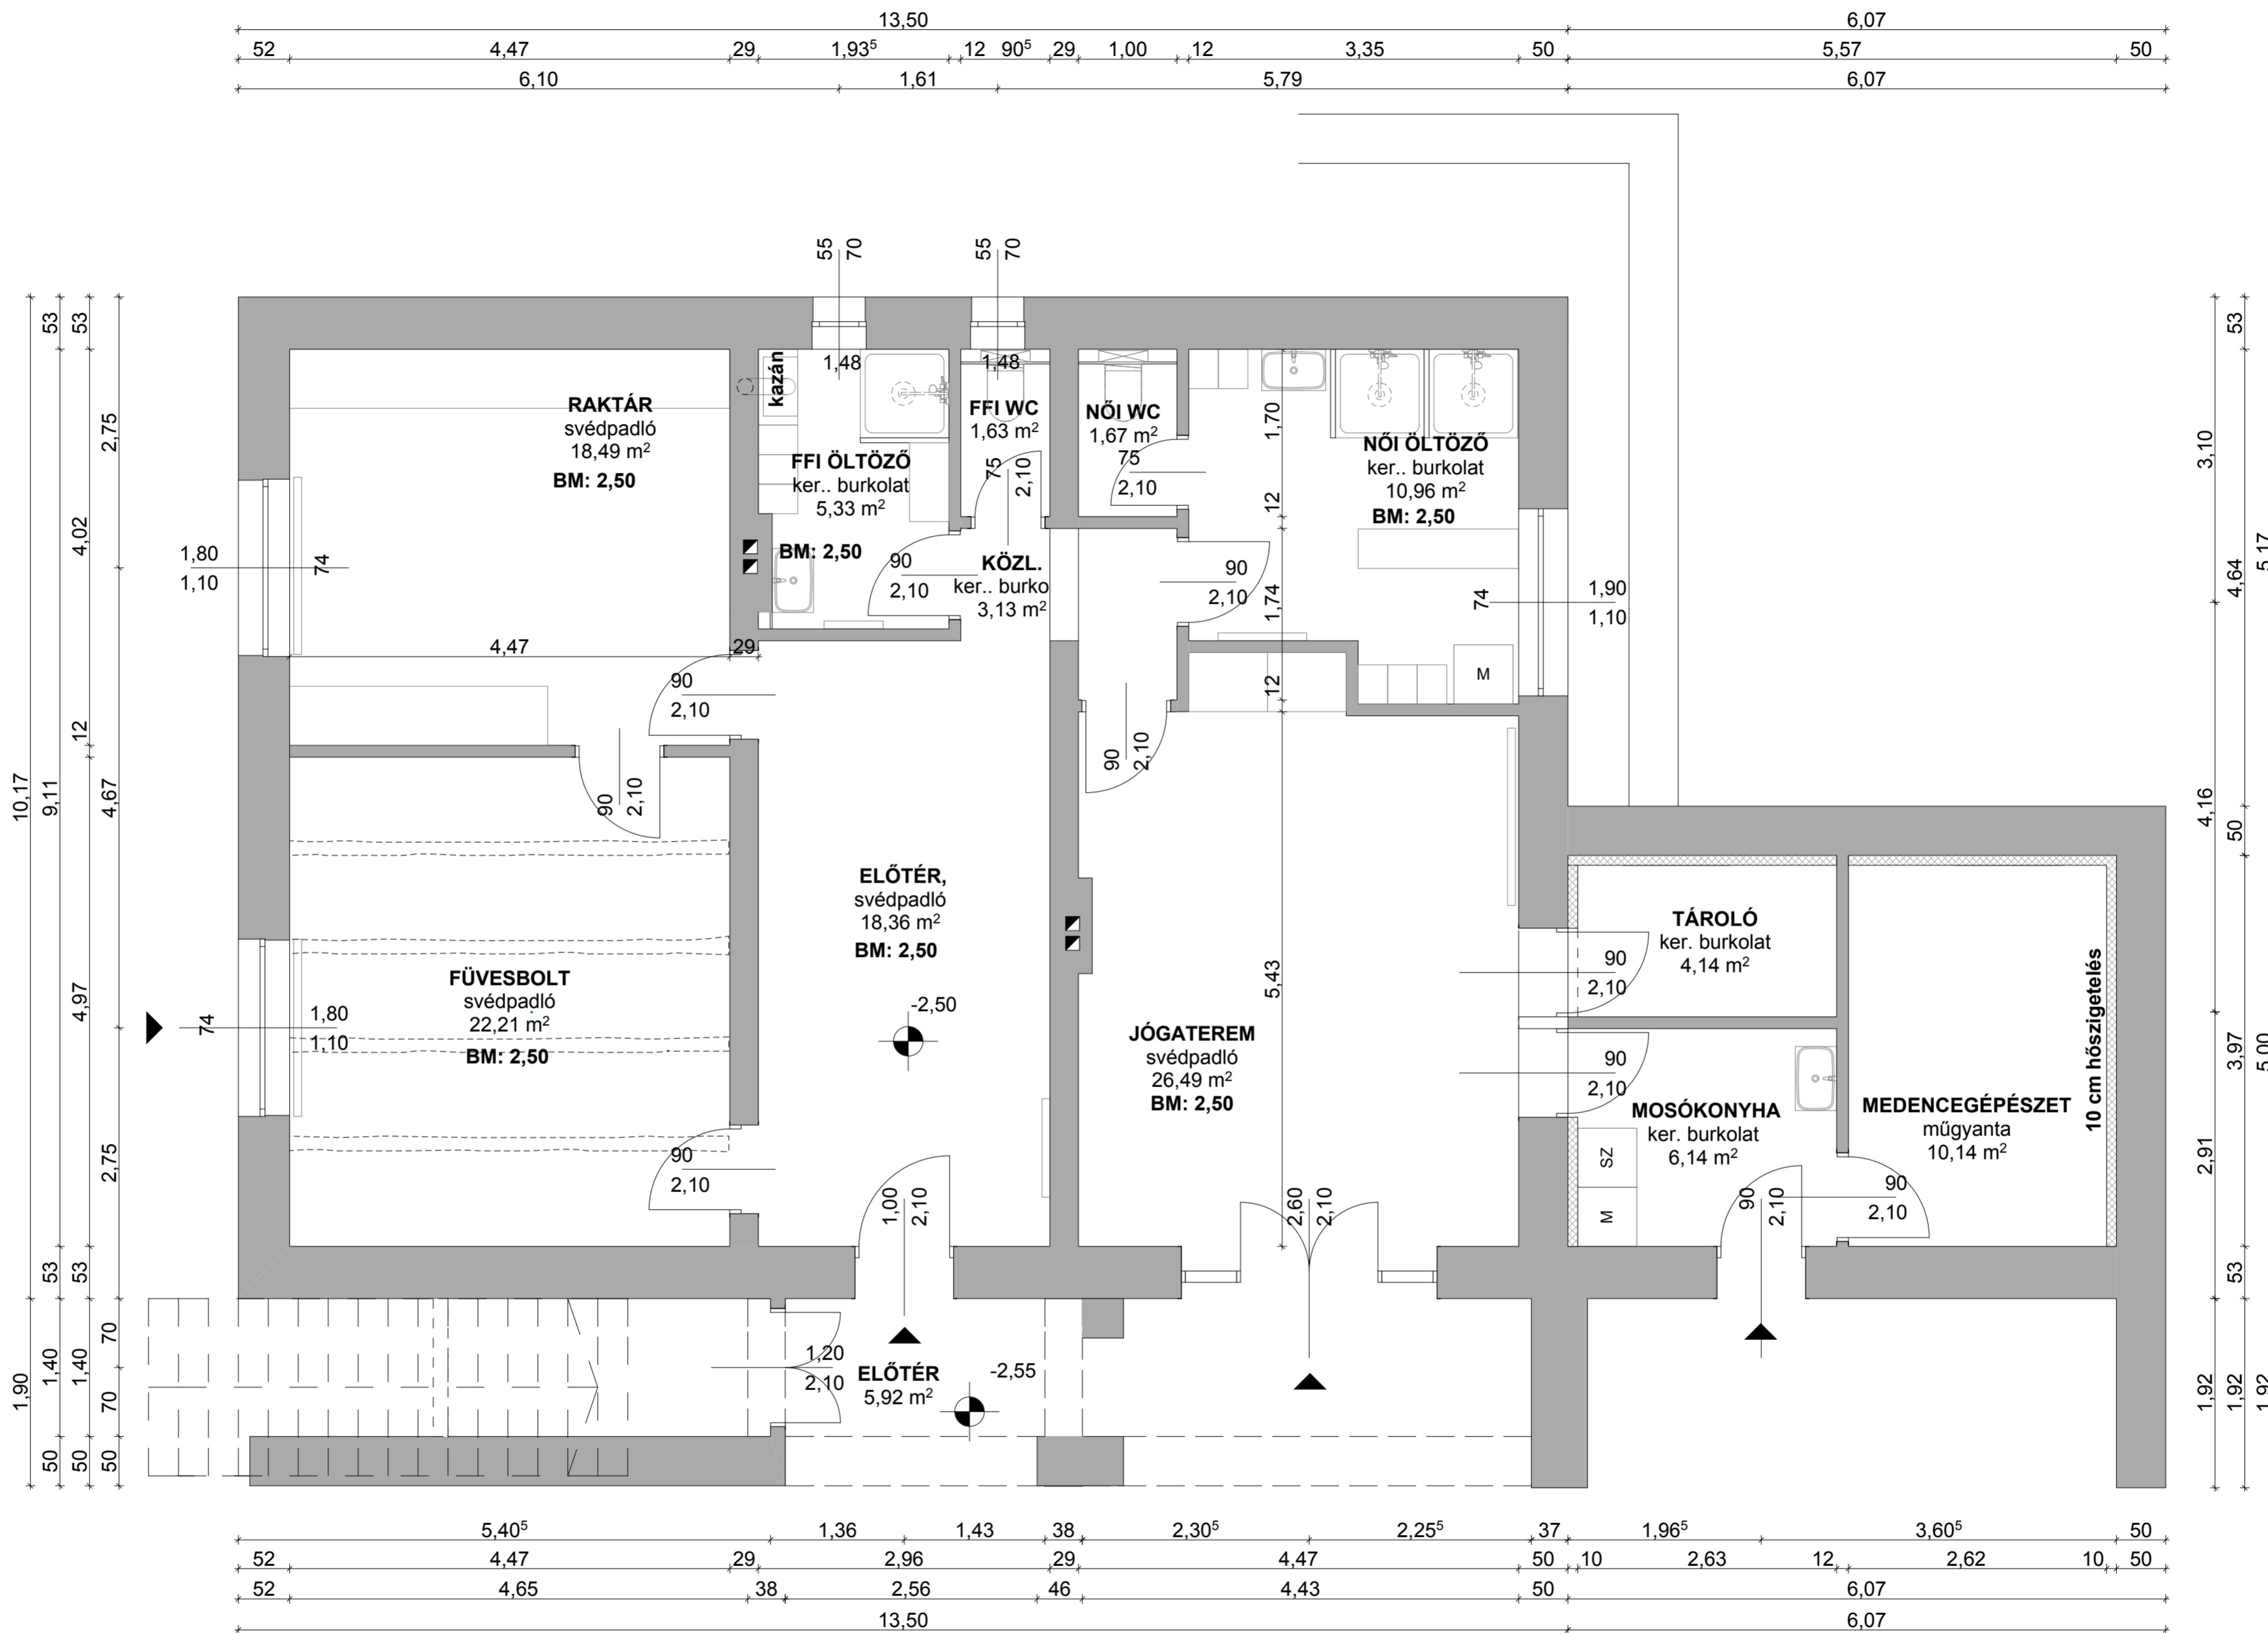 13,50 6,07
52 4,47 29 1,93⁵ 12 90⁵ 29 1,00 12 3,35 50 5,57 50
6,10 1,61 5,79 6,07
55 70
55 70
kazán
1,48
1,48
RAKTÁR
svédpadló
18,49 m²
BM: 2,50
FFI ÖLTÖZŐ
ker.. burkolat
5,33 m²
BM: 2,50
FFI WC
1,63 m²
75
2,10
NŐI WC
1,67 m²
75
2,10
NŐI ÖLTÖZŐ
ker.. burkolat
10,96 m²
BM: 2,50
1,70
12
1,74
12
5,43
KÖZL.
ker.. burko
3,13 m²
90
2,10
90
2,10
1,80
1,10
74
74
1,90
1,10
4,47 29
90
2,10
M
90
2,10
90
2,10
ELŐTÉR,
svédpadló
18,36 m²
BM: 2,50
-2,50
FÜVESBOLT
svédpadló
22,21 m²
BM: 2,50
74
1,80
1,10
90
2,10
JÓGATEREM
svédpadló
26,49 m²
BM: 2,50
TÁROLÓ
ker. burkolat
4,14 m²
90
2,10
90
2,10
MOSÓKONYHA
ker. burkolat
6,14 m²
SZ
M
MEDENCEGÉPÉSZET
műgyanta
10,14 m²
10 cm hőszigetelés
90
2,10
90
2,10
1,00
2,10
2,60
2,10
1,20
2,10
ELŐTÉR
5,92 m²
-2,55
10,17 1,90
53 9,11 53 1,40 50
53 4,02 12 4,97 53 1,40 50
2,75 4,67 2,75 70 70 50
3,10 4,16 2,91 1,92
53 4,64 50 3,97 53 1,92
5,17 5,00 1,92
5,40⁵ 1,36 1,43 38 2,30⁵ 2,25⁵ 37 1,96⁵ 3,60⁵ 50
52 4,47 29 2,96 29 4,47 50 10 2,63 12 2,62 10 50
52 4,65 38 2,56 46 4,43 50 6,07
13,50 6,07